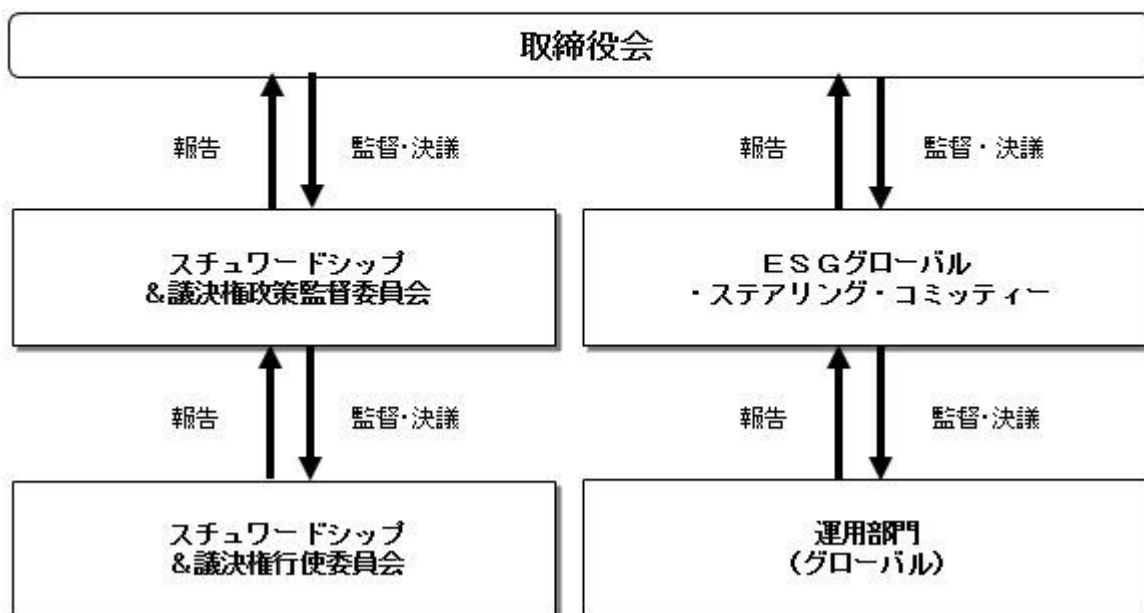 取締役会
報告
監督･決議
報告
監督・決議
スチュワードシップ
&議決権政策監督委員会
ＥＳＧグローバル
・ステアリング・コミッティー
報告
監督･決議
報告
監督・決議
スチュワードシップ
&議決権行使委員会
運用部門
（グローバル）